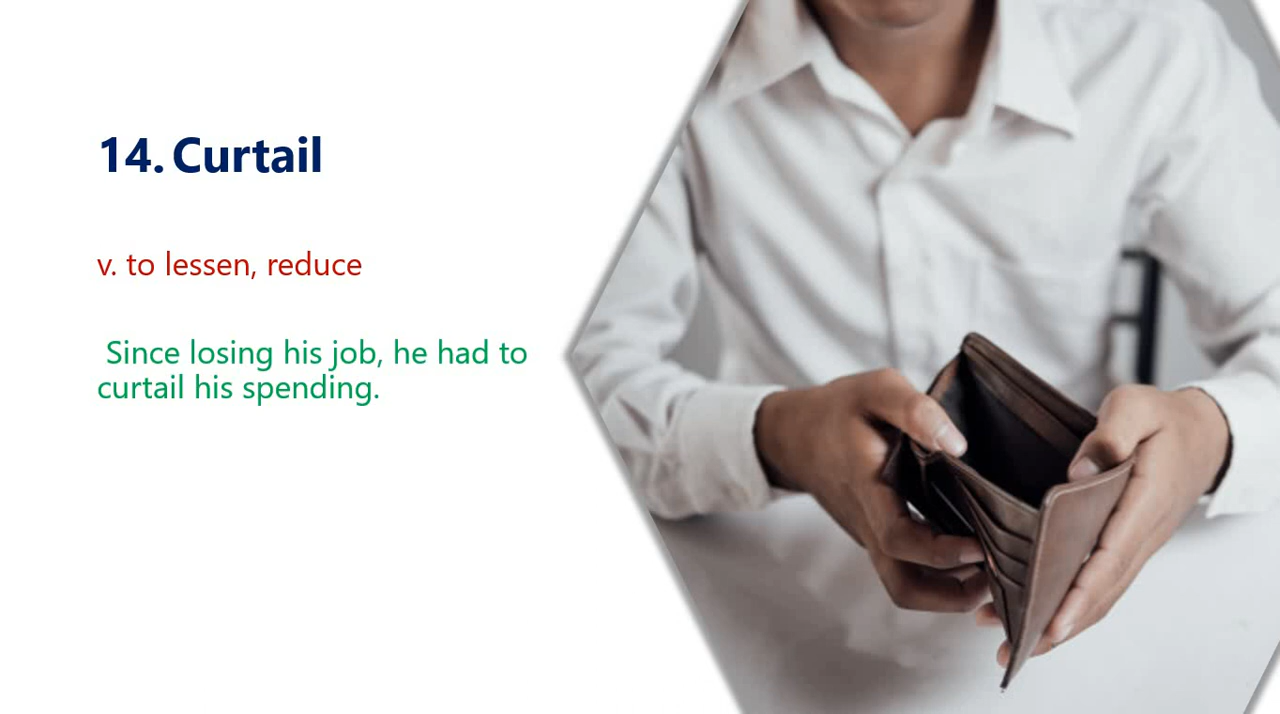 14. Curtail
v. to lessen, reduce
Since losing his job, he had to
curtail his spending.